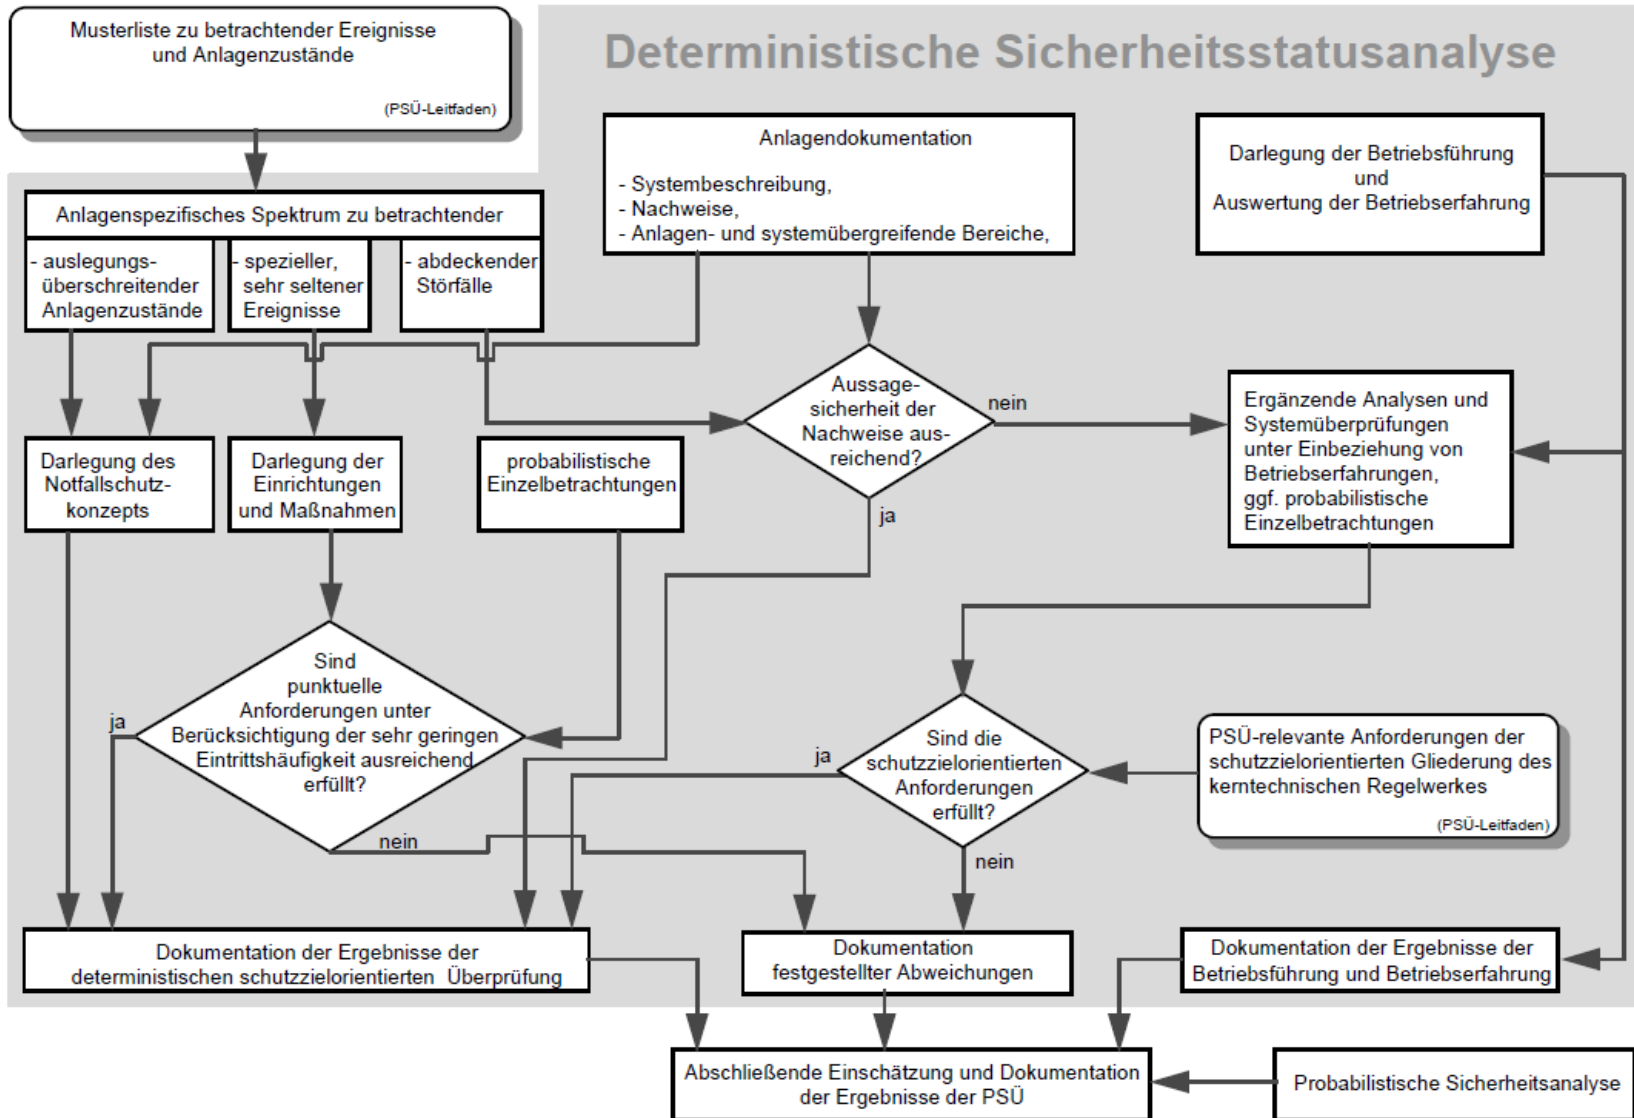 Musterliste zu betrachtender Ereignisse
und Anlagenzustände
(PSÜ-Leitfaden)
Deterministische Sicherheitsstatusanalyse
Anlagendokumentation
- Systembeschreibung,
- Nachweise,
- Anlagen- und systemübergreifende Bereiche,
Darlegung der Betriebsführung
und
Auswertung der Betriebserfahrung
Anlagenspezifisches Spektrum zu betrachtender
- auslegungs-
überschreitender
Anlagenzustände
- spezieller,
sehr seltener
Ereignisse
- abdeckender
Störfälle
Aussage-
sicherheit der
Nachweise aus-
reichend?
nein
ja
Ergänzende Analysen und
Systemüberprüfungen
unter Einbeziehung von
Betriebserfahrungen,
ggf. probabilistische
Einzelbetrachtungen
Darlegung des
Notfallschutz-
konzepts
Darlegung der
Einrichtungen
und Maßnahmen
probabilistische
Einzelbetrachtungen
Sind
punktuelle
Anforderungen unter
Berücksichtigung der sehr geringen
Eintrittshäufigkeit ausreichend
erfüllt?
ja
nein
Sind die
schutzzielorientierten
Anforderungen
erfüllt?
ja
nein
PSÜ-relevante Anforderungen der
schutzzielorientierten Gliederung des
kerntechnischen Regelwerkes
(PSÜ-Leitfaden)
Dokumentation der Ergebnisse der
deterministischen schutzzielorientierten Überprüfung
Dokumentation
festgestellter Abweichungen
Dokumentation der Ergebnisse der
Betriebsführung und Betriebserfahrung
Abschließende Einschätzung und Dokumentation
der Ergebnisse der PSÜ
Probabilistische Sicherheitsanalyse